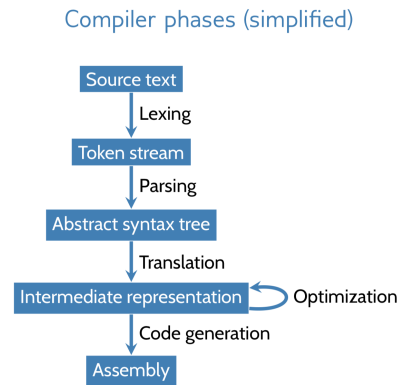 Compiler phases (simplified)
Source text
Lexing
Token stream
Parsing
Abstract syntax tree
Translation
Intermediate representation
Optimization
Code generation
Assembly